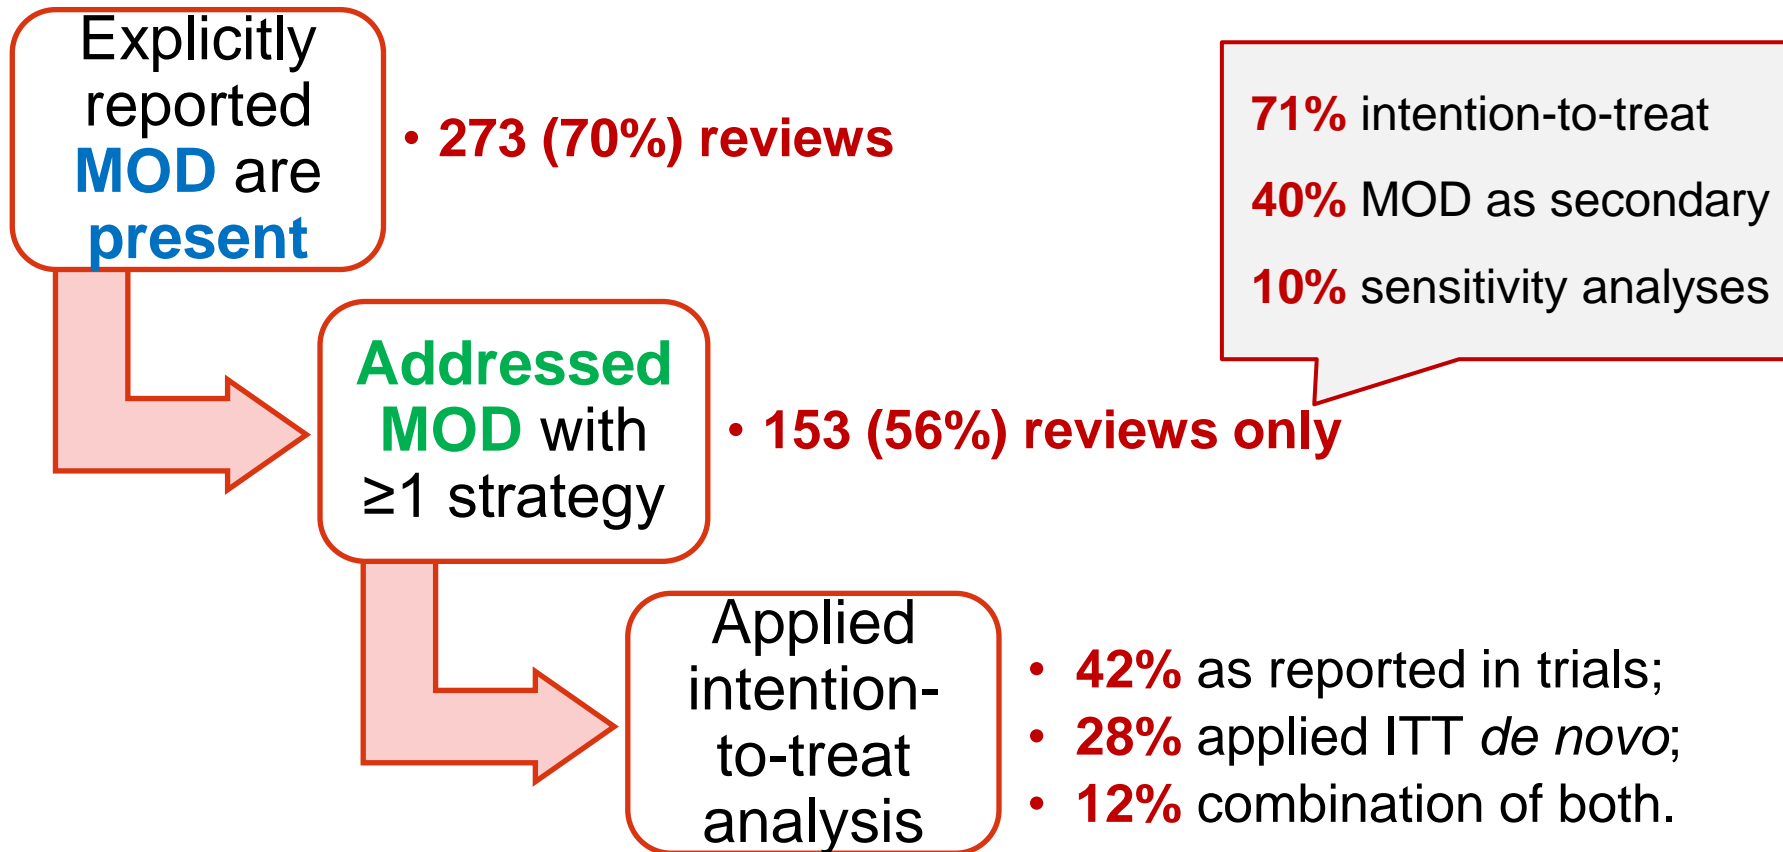 Explicitly
reported
MOD are
present
• 273 (70%) reviews
71% intention-to-treat
40% MOD as secondary
10% sensitivity analyses
Addressed
MOD with
≥1 strategy
• 153 (56%) reviews only
Applied
intention-
to-treat
analysis
• 42% as reported in trials;
• 28% applied ITT de novo;
• 12% combination of both.